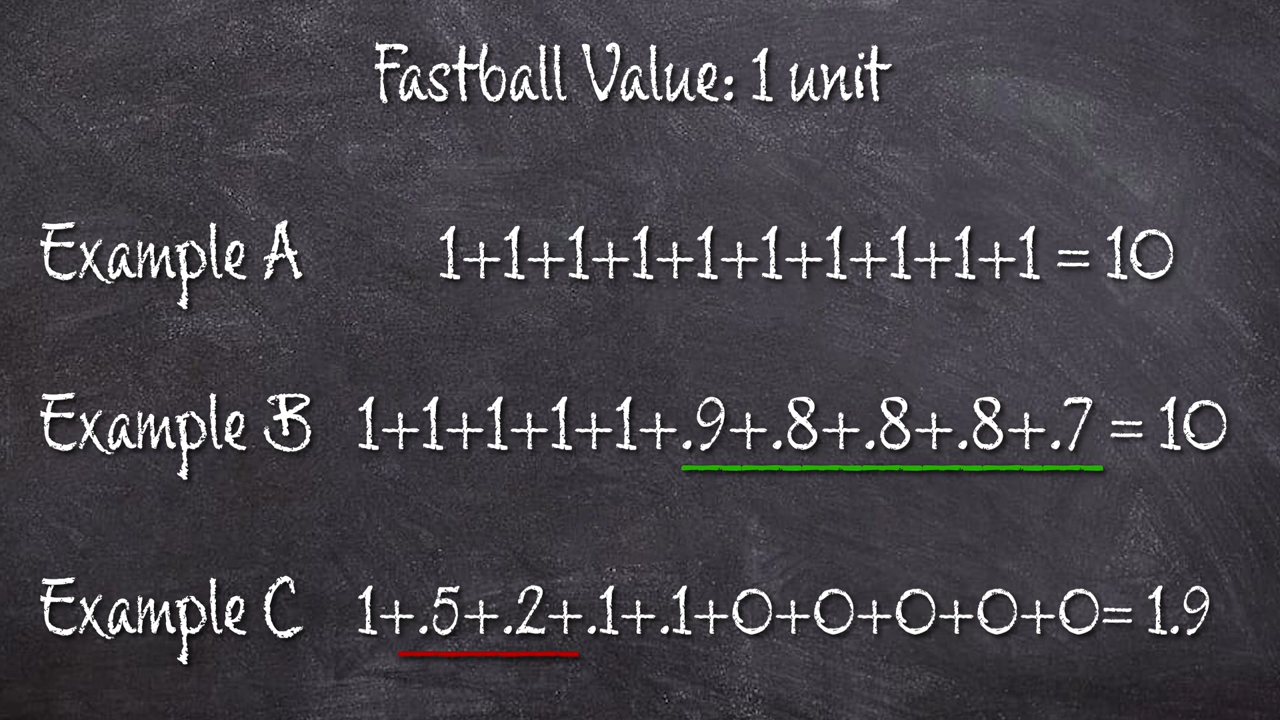 Fastball Value: 1 unit
Example A 1+1+1+1+1+1+1+1+1+1 = 10
Example B 1+1+1+1+1+.9+.8+.8+.8+.7 = 10
Example C 1+.5+.2+.1+.1+0+0+0+0+0= 1.9